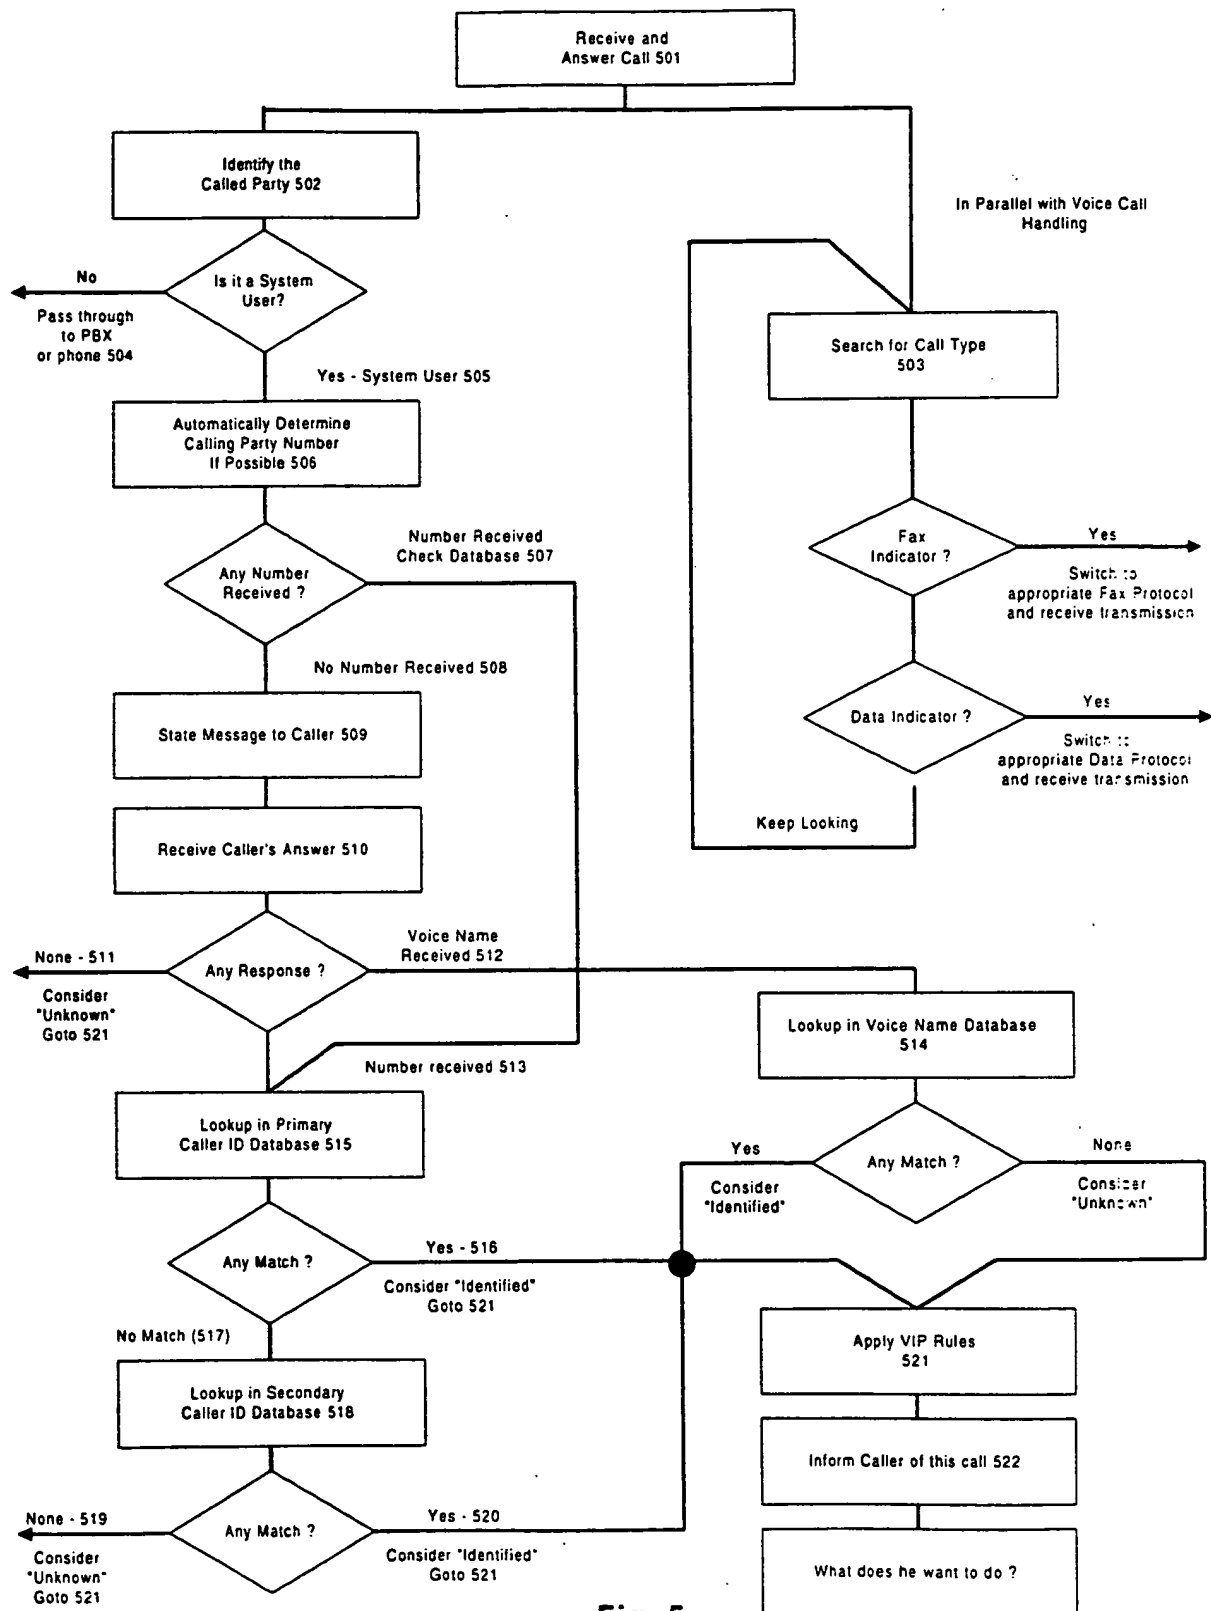 Receive and
Answer Call 501
Identify the
Called Party 502
In Parallel with Voice Call
Handling
No
Is it a System
User?
Pass through
to PBX
or phone 504
Search for Call Type
503
Yes - System User 505
Automatically Determine
Calling Party Number
If Possible 506
Number Received
Check Database 507
Fax
Indicator ?
Yes
Any Number
Received ?
Switch to
appropriate Fax Protocol
and receive transmission
No Number Received 508
State Message to Caller 509
Data Indicator ?
Yes
Switch to
appropriate Data Protocol
and receive transmission
Keep Looking
Receive Caller's Answer 510
None - 511
Any Response ?
Voice Name
Received 512
Consider
"Unknown"
Goto 521
Lookup in Voice Name Database
514
Number received 513
Lookup in Primary
Caller ID Database 515
Yes
Any Match ?
None
Consider
"Identified"
Consider
"Unknown"
Any Match ?
Yes - 516
Consider "Identified"
Goto 521
No Match (517)
Apply VIP Rules
521
Lookup in Secondary
Caller ID Database 518
Inform Caller of this call 522
None - 519
Any Match ?
Yes - 520
Consider
"Unknown"
Goto 521
Consider "Identified"
Goto 521
What does he want to do ?